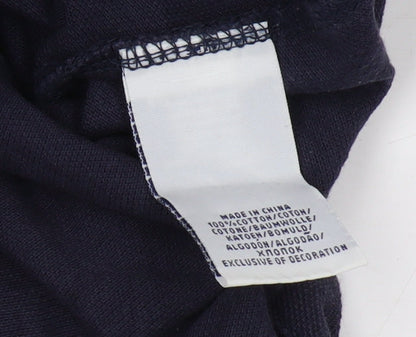 MADE IN CHINA
100% COTTON/COTON/
COTONE/BAUMWOLLE/
KATOEN/BOMULD/
ALGODÓN/ALGODÃO/
ХЛОПОК
EXCLUSIVE OF DECORATION